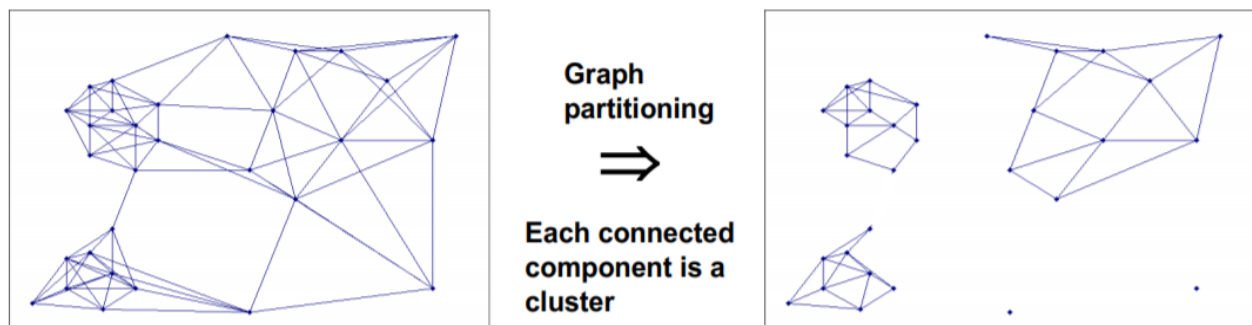 Graph
partitioning
⇒
Each connected
component is a
cluster